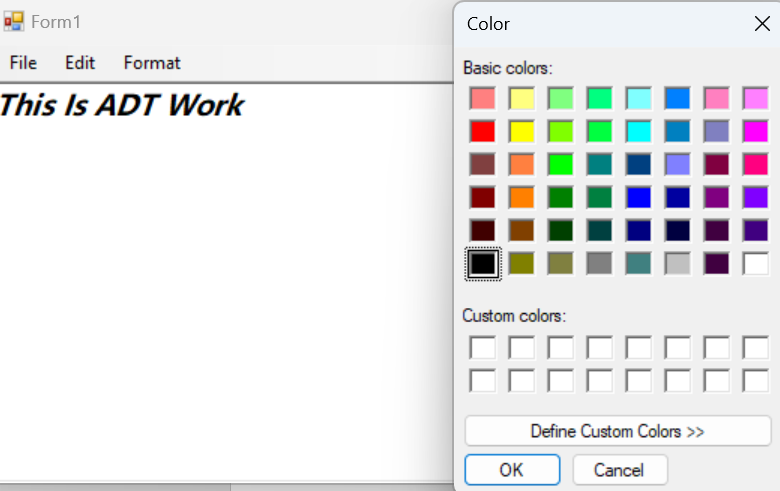 Form1
File Edit Format
This Is ADT Work
Color
Basic colors:
Custom colors:
Define Custom Colors >>
OK Cancel